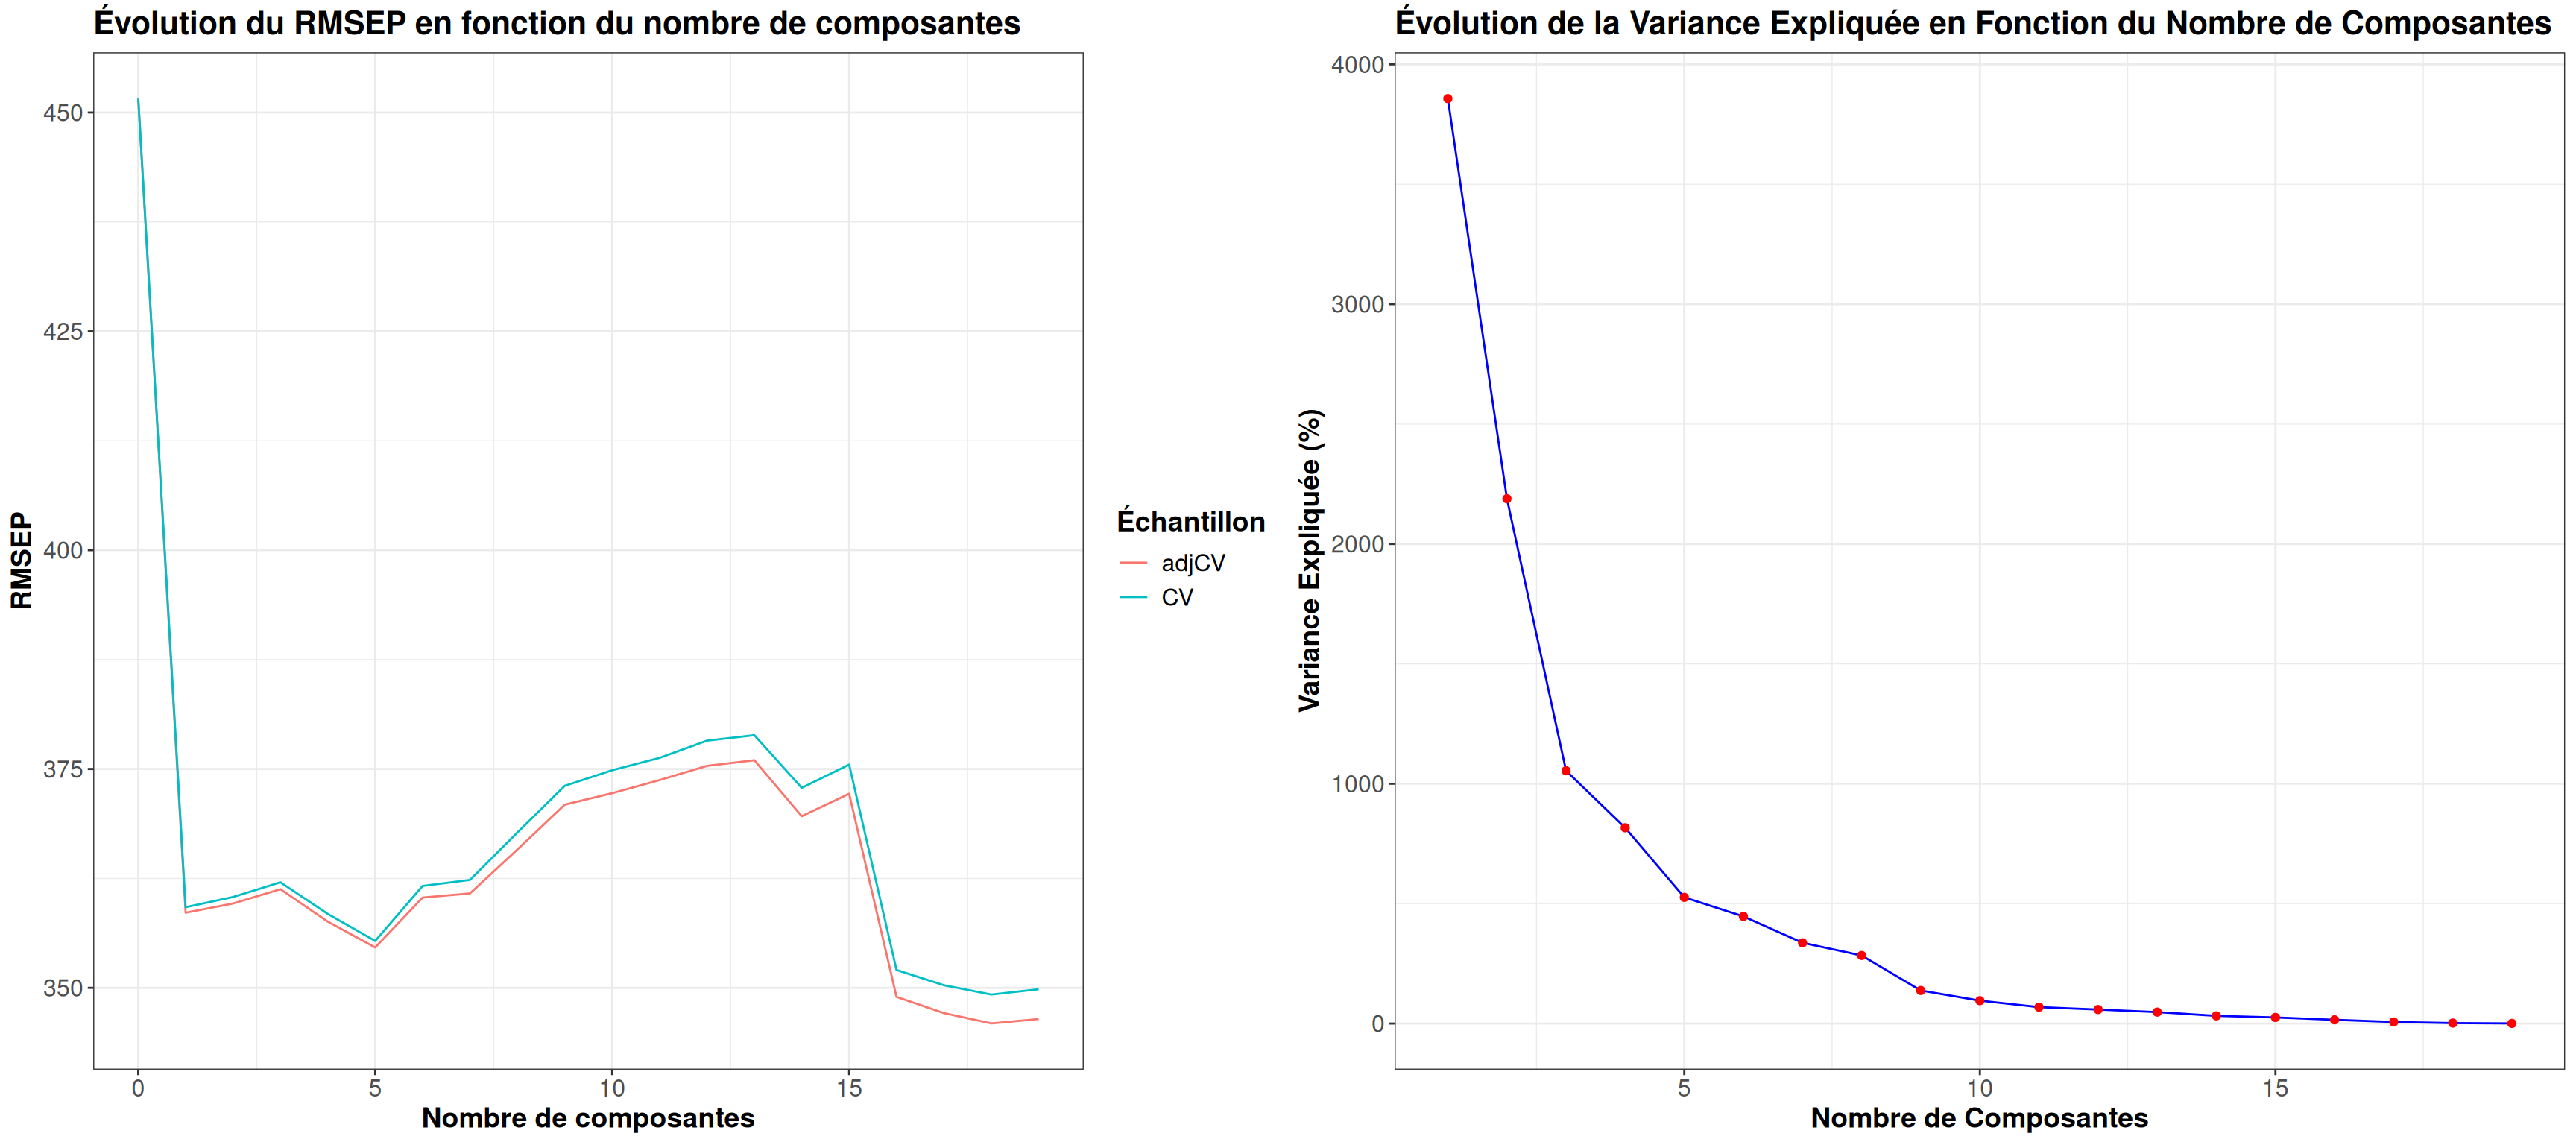 Évolution du RMSEP en fonction du nombre de composantes
RMSEP
450
425
400
375
350
0
5
10
15
Nombre de composantes
Échantillon
adjCV
CV
Évolution de la Variance Expliquée en Fonction du Nombre de Composantes
Variance Expliquée (%)
4000
3000
2000
1000
0
5
10
15
Nombre de Composantes